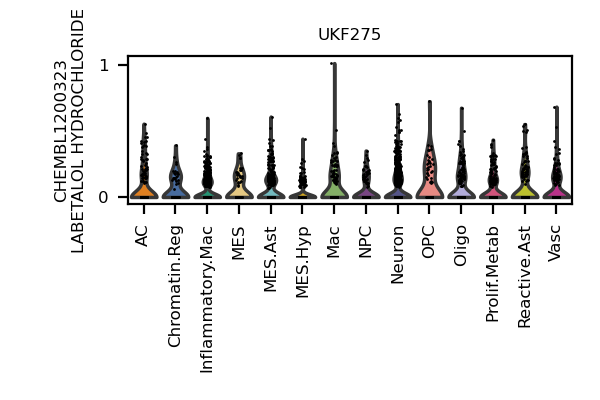 UKF275
CHEMBL1200323
LABETALOL HYDROCHLORIDE
1
0
AC
Chromatin.Reg
Inflammatory.Mac
MES
MES.Ast
MES.Hyp
Mac
NPC
Neuron
OPC
Oligo
Prolif.Metab
Reactive.Ast
Vasc